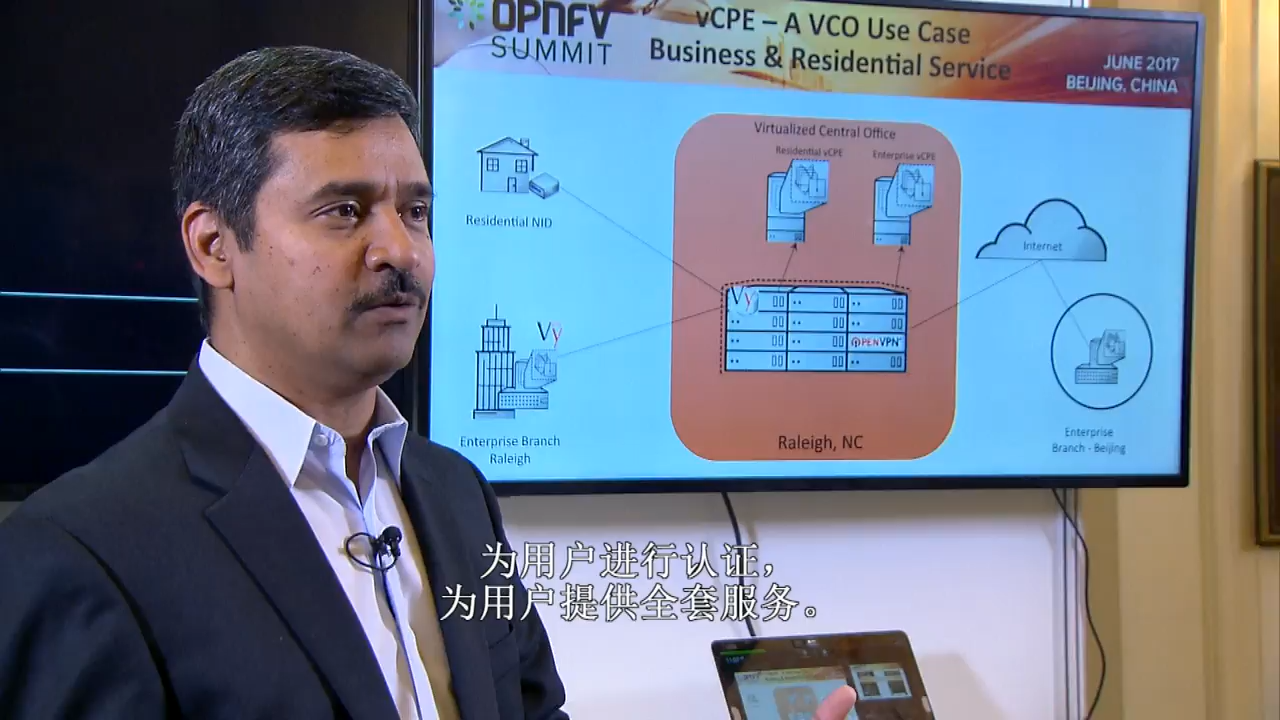 OPNFV
SUMMIT
vCPE – A VCO Use Case
Business & Residential Service
JUNE 2017
BEIJING, CHINA
Virtualized Central Office
Residential vCPE
Enterprise vCPE
Residential NID
Internet
Vy
OPENVPN
Vy
Enterprise Branch
Raleigh
Raleigh, NC
Enterprise
Branch - Beijing
为用户进行认证，
为用户提供全套服务。